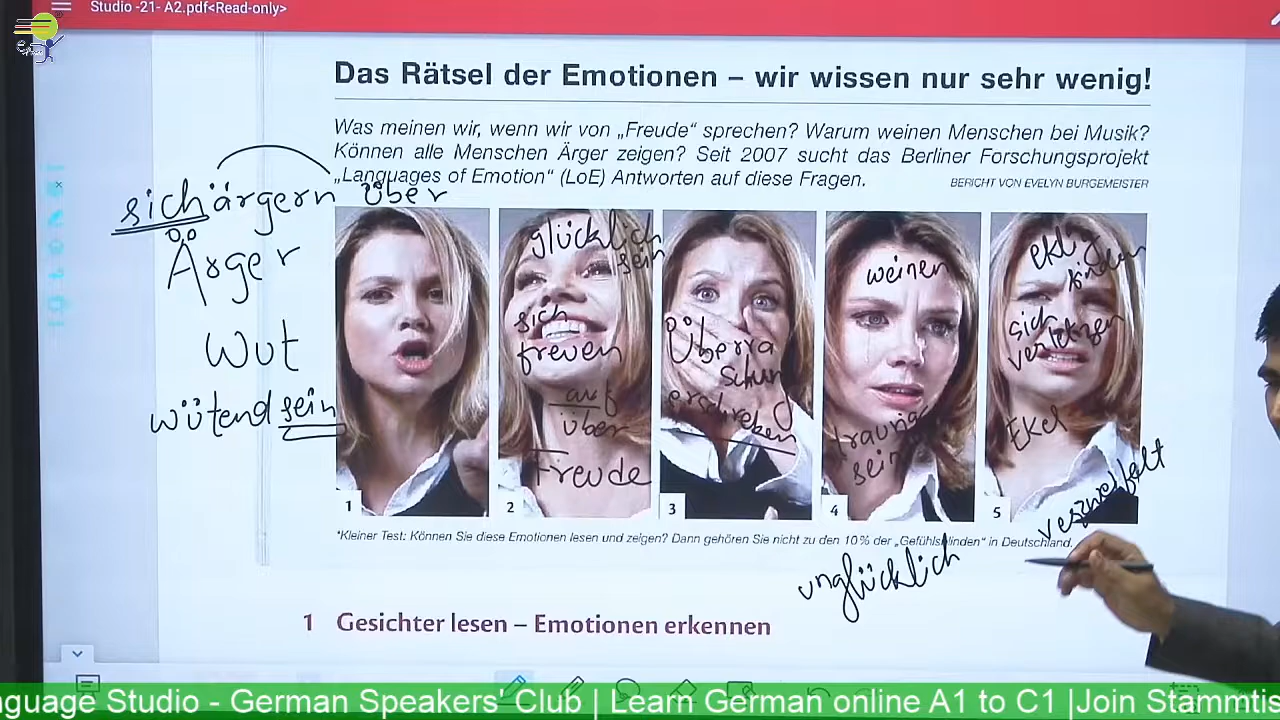 Studio -21- A2.pdf<Read-only>
Das Rätsel der Emotionen – wir wissen nur sehr wenig!
Was meinen wir, wenn wir von „Freude“ sprechen? Warum weinen Menschen bei Musik?
Können alle Menschen Ärger zeigen? Seit 2007 sucht das Berliner Forschungsprojekt
„Languages of Emotion“ (LoE) Antworten auf diese Fragen.
BERICHT VON EVELYN BURGEMEISTER
sich ärgern über
Ärger
Wut
wütend sein
1
glücklich
sein
sich
freuen
auf
über
Freude
2
Überra
schung
3
weinen
traurig
sein
4
eklig
sich
Ekel
5
*Kleiner Test: Können Sie diese Emotionen lesen und zeigen? Dann gehören Sie nicht zu den 10% der „Gefühlsblinden“ in Deutschland.
unglücklich
1 Gesichter lesen – Emotionen erkennen
nguage Studio - German Speakers' Club | Learn German online A1 to C1 |Join Stammtis